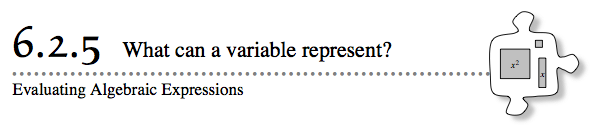 6.2.5 What can a variable represent?
Evaluating Algebraic Expressions
x²
x